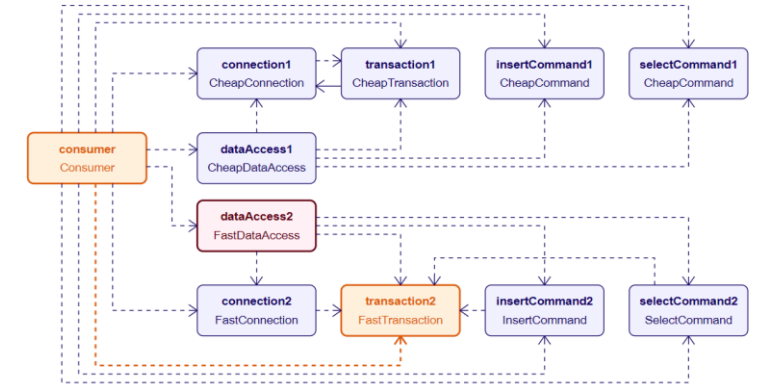 connection1
CheapConnection
transaction1
CheapTransaction
insertCommand1
CheapCommand
selectCommand1
CheapCommand
consumer
Consumer
dataAccess1
CheapDataAccess
dataAccess2
FastDataAccess
connection2
FastConnection
transaction2
FastTransaction
insertCommand2
InsertCommand
selectCommand2
SelectCommand